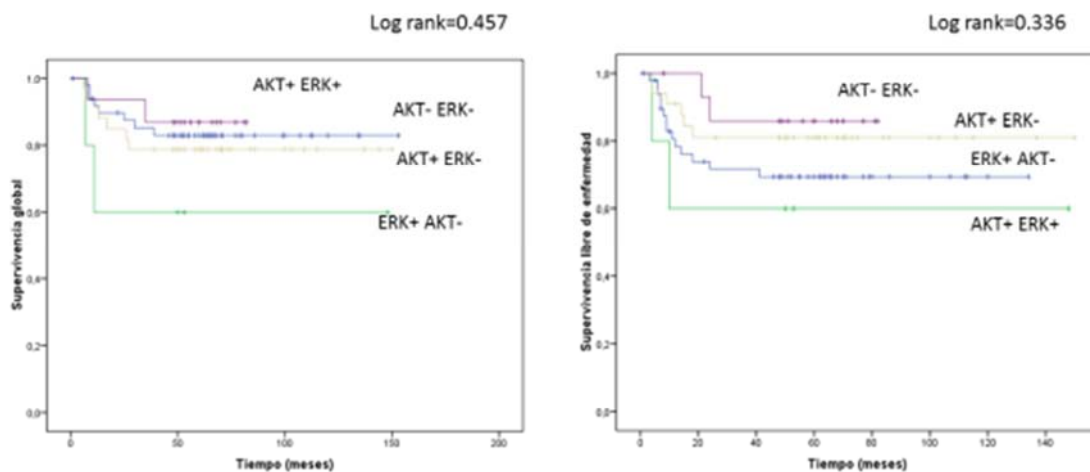 Log rank=0.457
Supervivencia global
1,0
0,8
0,6
0,4
0,2
0,0
AKT+ ERK+
AKT- ERK-
AKT+ ERK-
ERK+ AKT-
0
50
100
150
200
Tiempo (meses)
Log rank=0.336
Supervivencia libre de enfermedad
1,0
0,8
0,6
0,4
0,2
0,0
AKT- ERK-
AKT+ ERK-
ERK+ AKT-
AKT+ ERK+
0
20
40
60
80
100
120
140
Tiempo (meses)